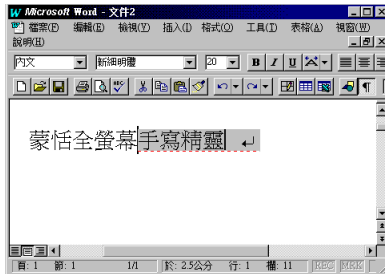 Microsoft Word - 文件2
檔案(F) 編輯(E) 檢視(V) 插入(I) 格式(O) 工具(T) 表格(A) 視窗(W)
說明(H)
內文 新細明體 20 B I U A
蒙恬全螢幕手寫精靈
頁: 1 節: 1 1/1 於: 2.5公分 行: 1 欄: 11 REC MRK